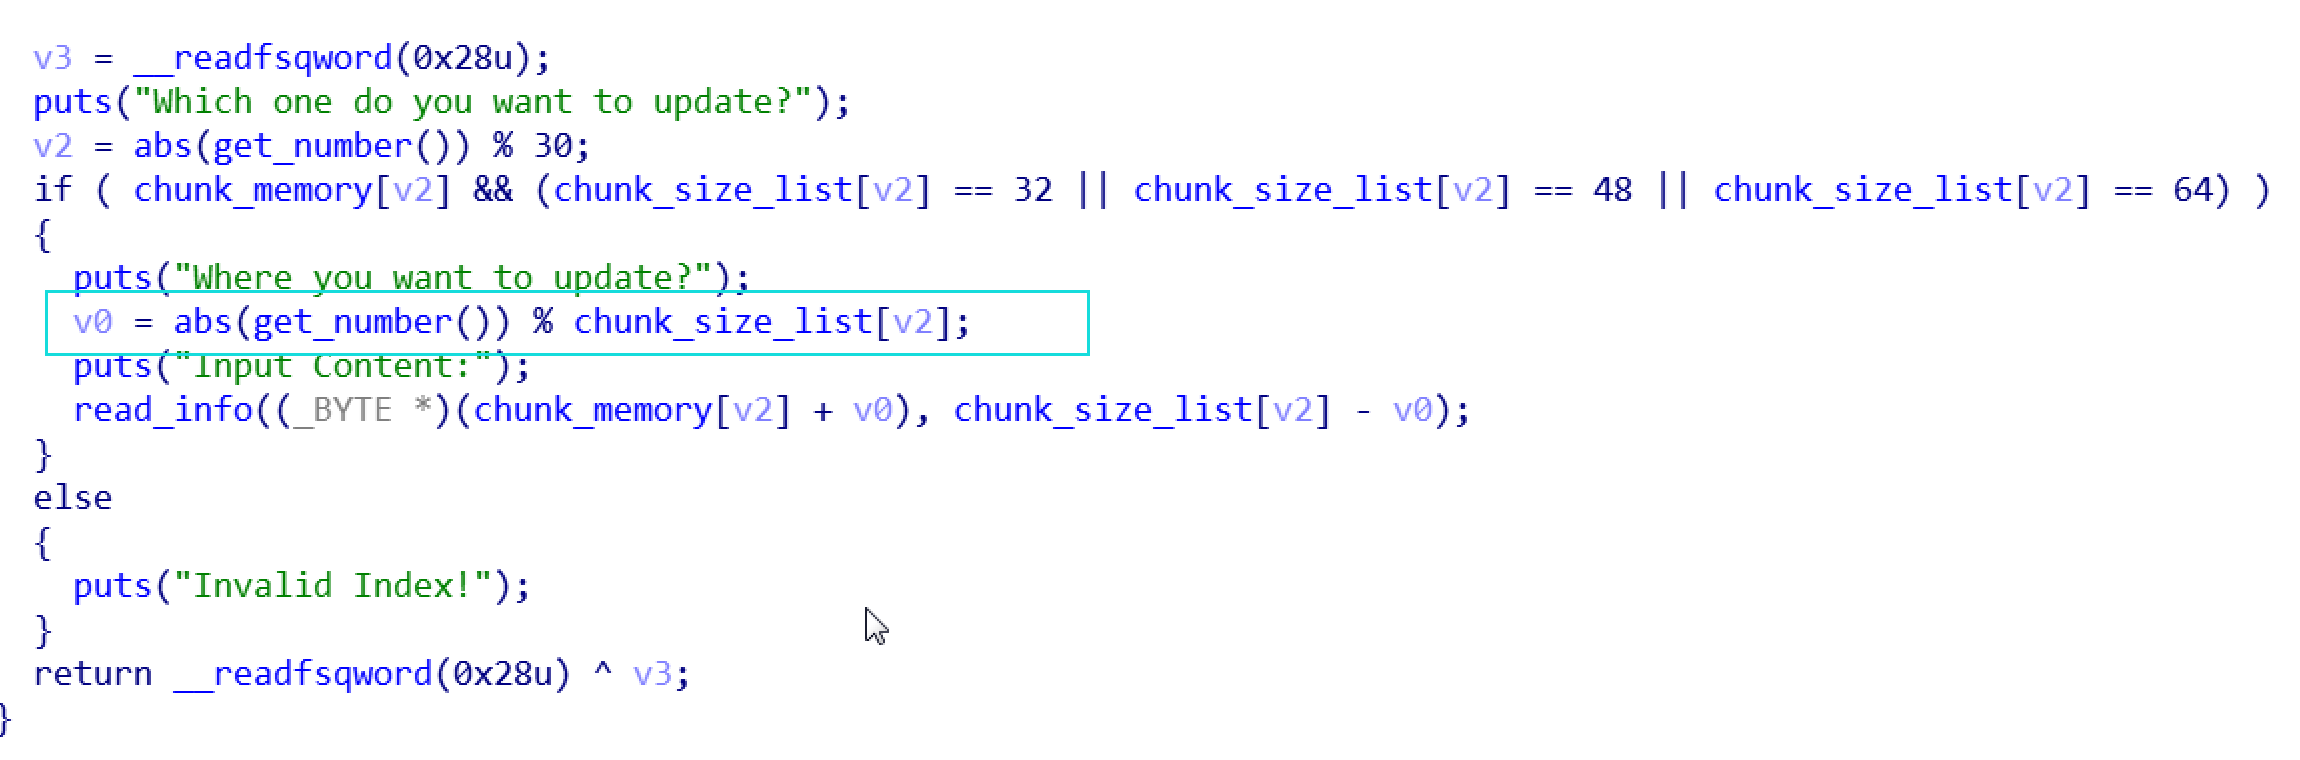 v3 = __readfsqword(0x28u);
puts("Which one do you want to update?");
v2 = abs(get_number()) % 30;
if ( chunk_memory[v2] && (chunk_size_list[v2] == 32 || chunk_size_list[v2] == 48 || chunk_size_list[v2] == 64) )
{
  puts("Where you want to update?");
  v0 = abs(get_number()) % chunk_size_list[v2];
  puts("Input Content:");
  read_info((_BYTE *)(chunk_memory[v2] + v0), chunk_size_list[v2] - v0);
}
else
{
  puts("Invalid Index!");
}
return __readfsqword(0x28u) ^ v3;
}